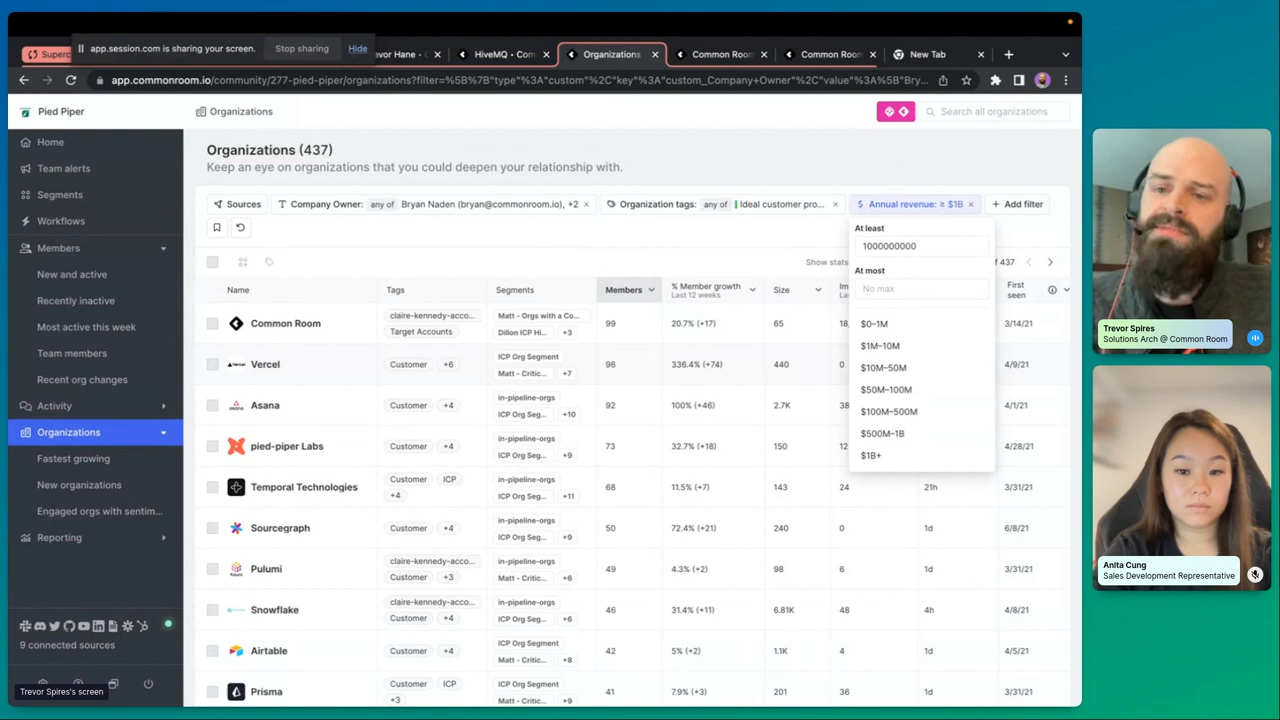 Superc
app.session.com is sharing your screen.
Stop sharing
Hide
vor Hane - C
HiveMQ - Com
Organizations
Common Room
Common Room
New Tab
app.commonroom.io/community/277-pied-piper/organizations?filter=%5B%7B"type"%3A"custom"%2C"key"%3A"custom_Company+Owner"%2C"value"%3A%5B"Bry...
Pied Piper
Organizations
Search all organizations
Home
Team alerts
Segments
Workflows
Members
New and active
Recently inactive
Most active this week
Team members
Recent org changes
Activity
Organizations
Fastest growing
New organizations
Engaged orgs with sentim...
Reporting
9 connected sources
Trevor Spires's screen
Organizations (437)
Keep an eye on organizations that you could deepen your relationship with.
Sources
Company Owner: any of Bryan Naden (bryan@commonroom.io), +2
Organization tags: any of Ideal customer pro...
Annual revenue: ≥ $1B
Add filter
At least
1000000000
At most
No max
$0–1M
$1M–10M
$10M–50M
$50M–100M
$100M–500M
$500M–1B
$1B+
Show stats
of 437
Name
Tags
Segments
Members
% Member growth
Last 12 weeks
Size
Im
La
First
seen
Common Room
claire-kennedy-acco...
Target Accounts
Matt - Orgs with a Co...
Dillon ICP Hi... +3
99 20.7% (+17) 65 18, 3/14/21
Vercel
Customer +6
ICP Org Segment
Matt - Critic... +7
96 336.4% (+74) 440 0 4/9/21
Asana
Customer +4
in-pipeline-orgs
ICP Org Seg... +10
92 100% (+46) 2.7K 38 4/1/21
pied-piper Labs
Customer +4
in-pipeline-orgs
ICP Org Seg... +9
73 32.7% (+18) 150 12 4/28/21
Temporal Technologies
Customer ICP
+4
in-pipeline-orgs
ICP Org Seg... +11
68 11.5% (+7) 143 24 21h 3/31/21
Sourcegraph
Customer +4
in-pipeline-orgs
ICP Org Seg... +9
50 72.4% (+21) 240 0 1d 6/8/21
Pulumi
claire-kennedy-acco...
Customer +3
in-pipeline-orgs
Matt - Critic... +6
49 4.3% (+2) 98 6 1d 3/31/21
Snowflake
claire-kennedy-acco...
Customer +4
in-pipeline-orgs
ICP Org Seg... +6
46 31.4% (+11) 6.81K 48 4h 4/8/21
Airtable
Customer +4
ICP Org Segment
Matt - Critic... +8
42 5% (+2) 1.1K 4 1d 4/5/21
Prisma
Customer ICP
+3
ICP Org Segment
Matt - Critic... +9
41 7.9% (+3) 201 36 1d 3/31/21
Trevor Spires
Solutions Arch @ Common Room
Anita Cung
Sales Development Representative